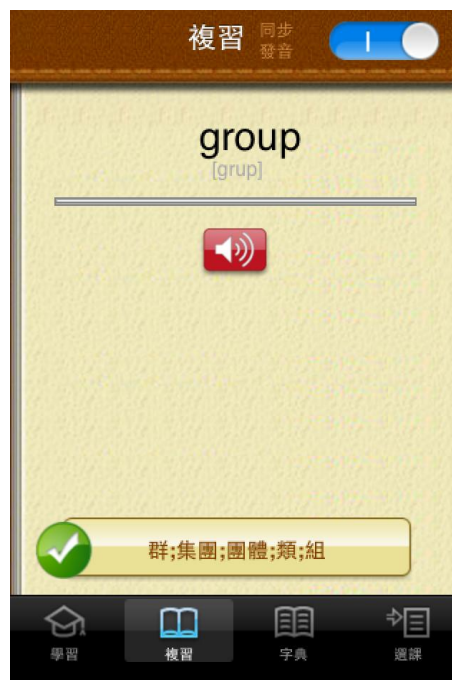 複習
同步
發音
group
[grup]
群;集團;團體;類;組
學習
複習
字典
選課